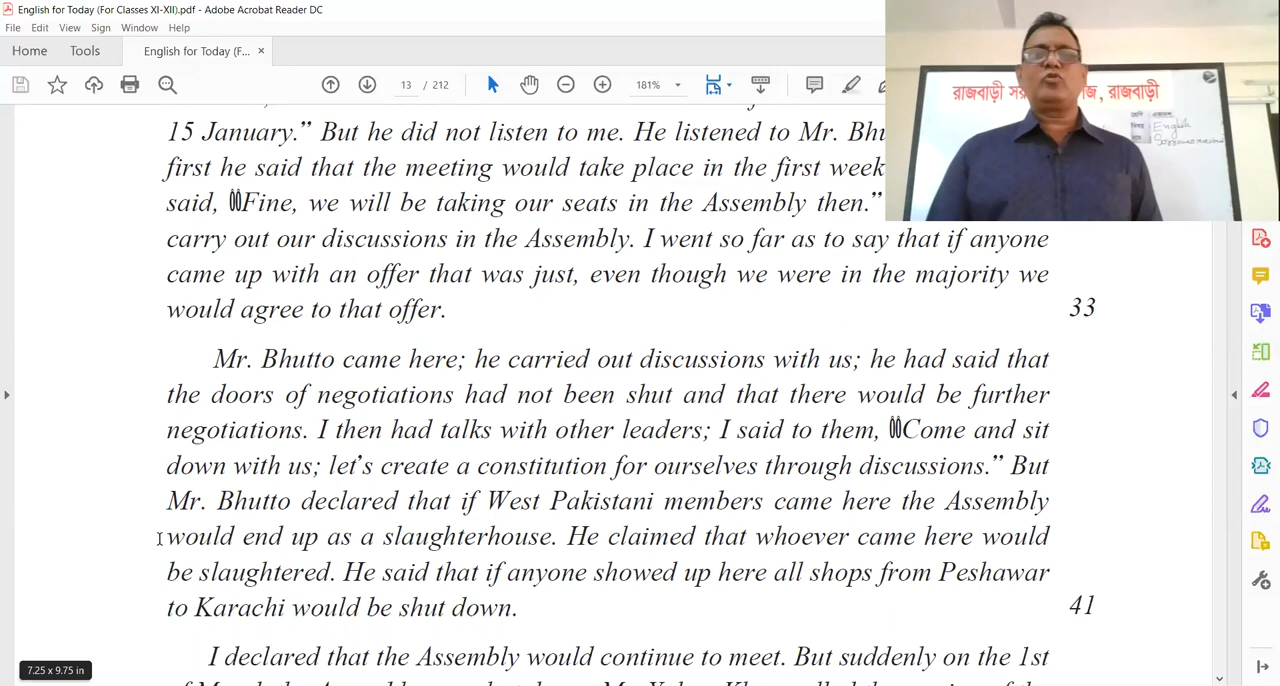 English for Today (For Classes XI-XII).pdf - Adobe Acrobat Reader DC
File Edit View Sign Window Help
Home Tools English for Today (F... ×
13 / 212 181%
15 January.” But he did not listen to me. He listened to Mr.
first he said that the meeting would take place in the first week
said, Fine, we will be taking our seats in the Assembly then.”
carry out our discussions in the Assembly. I went so far as to say that if anyone
came up with an offer that was just, even though we were in the majority we
would agree to that offer. 33
Mr. Bhutto came here; he carried out discussions with us; he had said that
the doors of negotiations had not been shut and that there would be further
negotiations. I then had talks with other leaders; I said to them, Come and sit
down with us; let’s create a constitution for ourselves through discussions.” But
Mr. Bhutto declared that if West Pakistani members came here the Assembly
would end up as a slaughterhouse. He claimed that whoever came here would
be slaughtered. He said that if anyone showed up here all shops from Peshawar
to Karachi would be shut down. 41
I declared that the Assembly would continue to meet. But suddenly on the 1st
7.25 x 9.75 in
রাজবাড়ী রাজবাড়ী
English